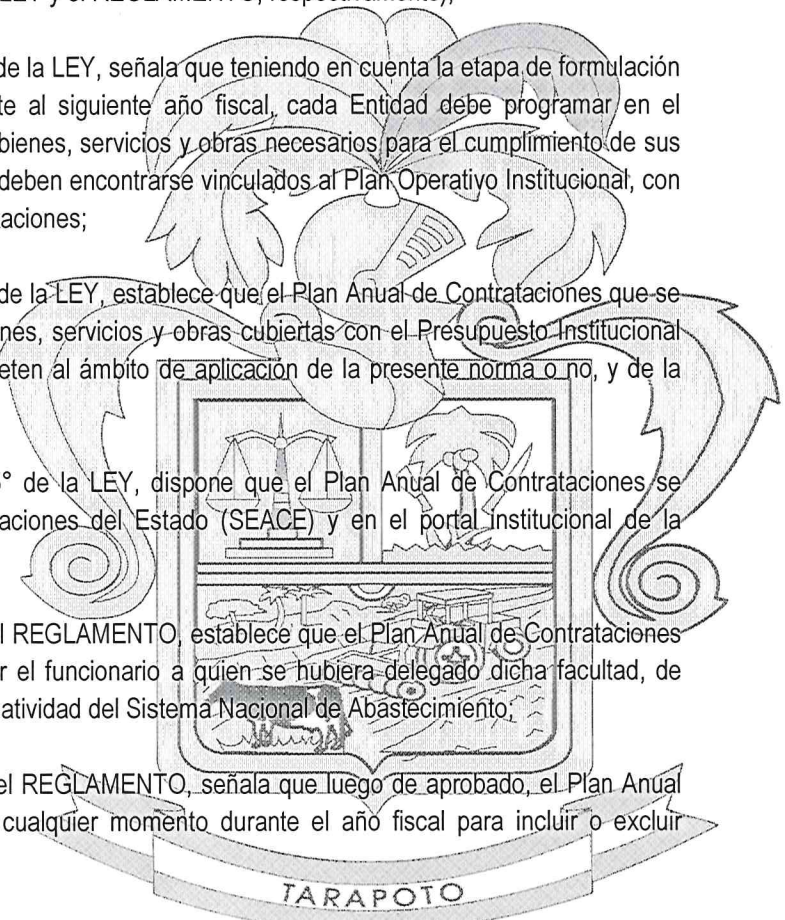 LEY y el REGLAMENTO, respectivamente),
de la LEY, señala que teniendo en cuenta la etapa de formulación
te al siguiente año fiscal, cada Entidad debe programar en el
bienes, servicios y obras necesarios para el cumplimiento de sus
deben encontrarse vinculados al Plan Operativo Institucional, con
taciones;
de la LEY, establece que el Plan Anual de Contrataciones que se
nes, servicios y obras cubiertas con el Presupuesto Institucional
eten al ámbito de aplicación de la presente norma o no, y de la
° de la LEY, dispone que el Plan Anual de Contrataciones se
aciones del Estado (SEACE) y en el portal institucional de la
l REGLAMENTO, establece que el Plan Anual de Contrataciones
r el funcionario a quien se hubiera delegado dicha facultad, de
atividad del Sistema Nacional de Abastecimiento;
el REGLAMENTO, señala que luego de aprobado, el Plan Anual
cualquier momento durante el año fiscal para incluir o excluir
TARAPOTO